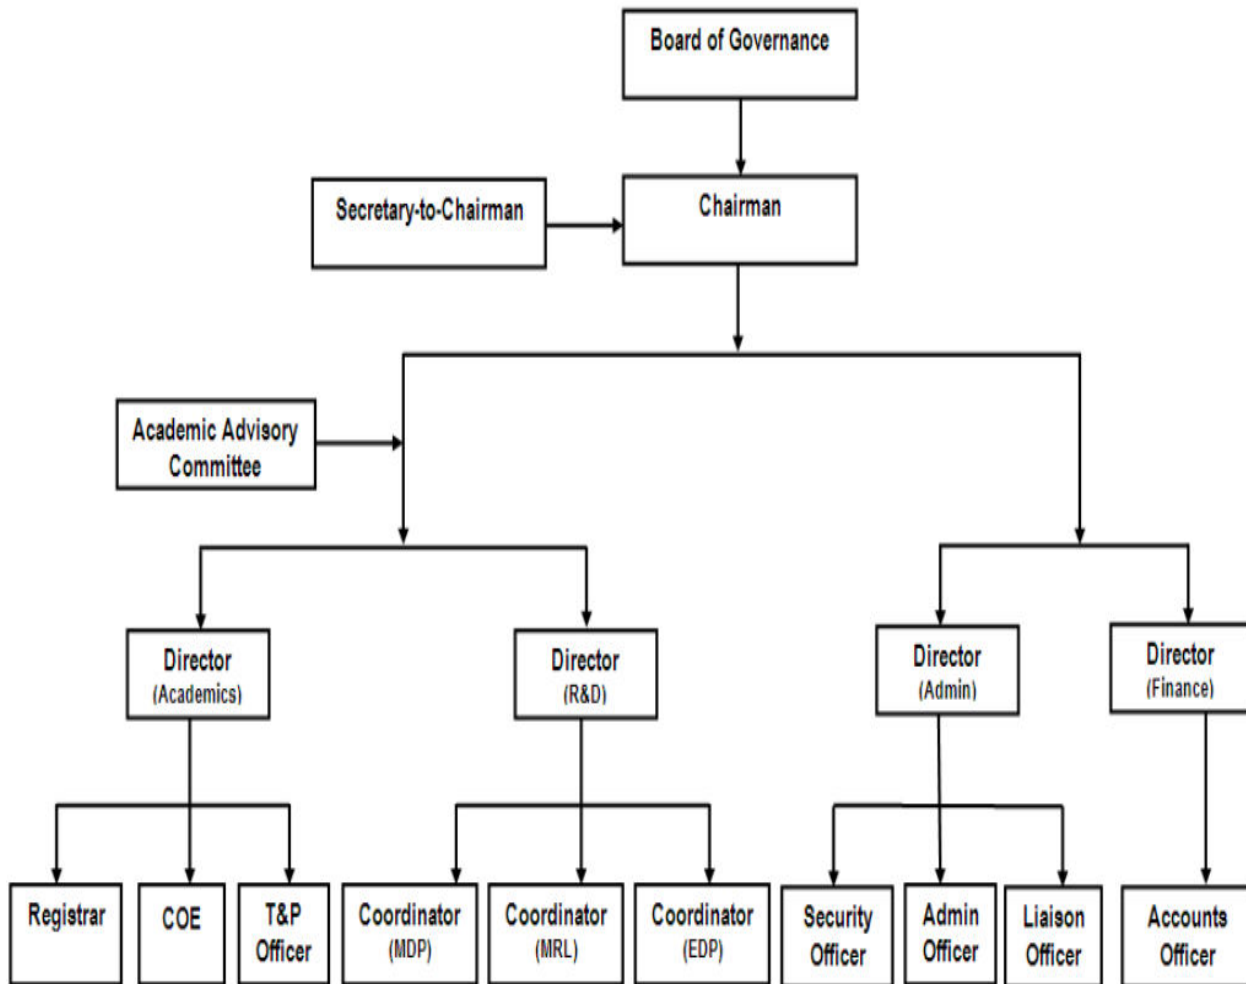 Board of Governance
Secretary-to-Chairman
Chairman
Academic Advisory
Committee
Director
(Academics)
Director
(R&D)
Director
(Admin)
Director
(Finance)
Registrar
COE
T&P
Officer
Coordinator
(MDP)
Coordinator
(MRL)
Coordinator
(EDP)
Security
Officer
Admin
Officer
Liaison
Officer
Accounts
Officer